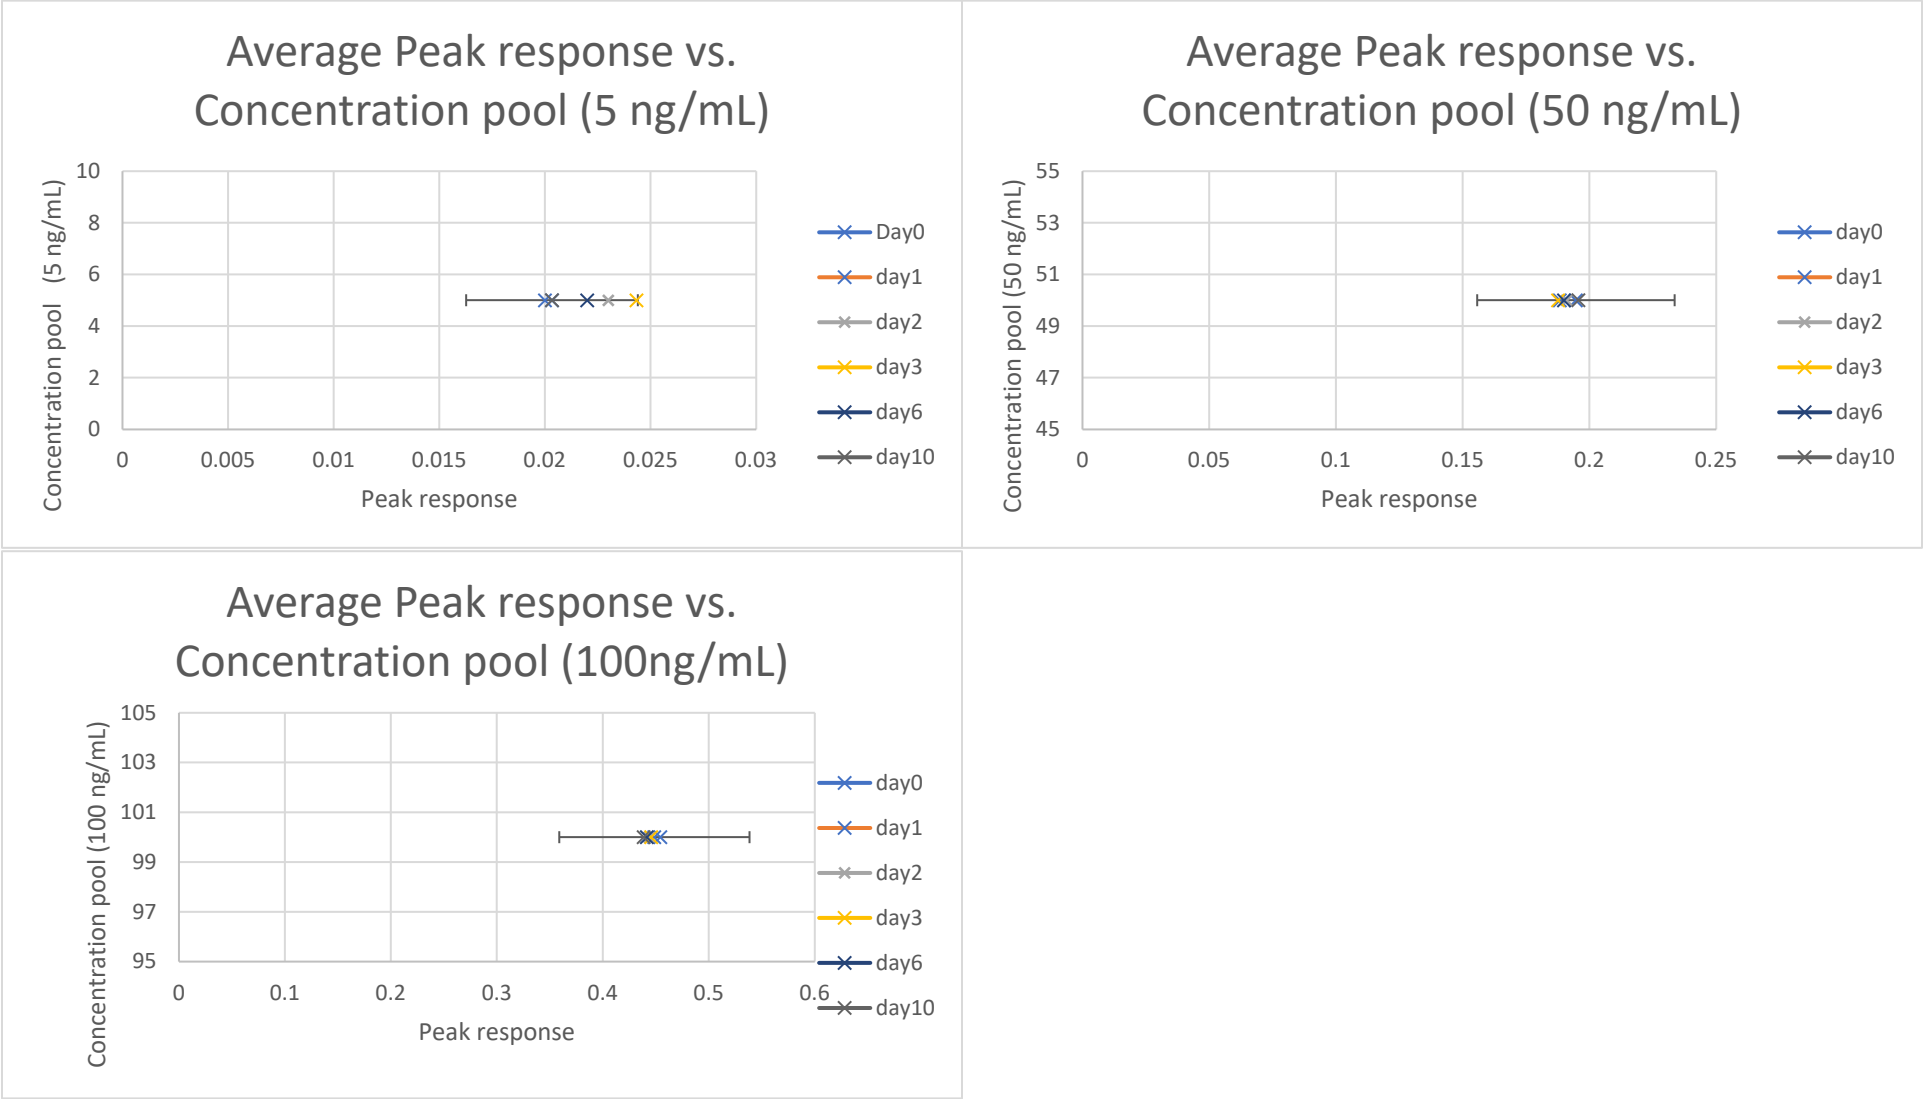 Average Peak response vs.
Concentration pool (5 ng/mL)
Concentration pool (5 ng/mL)
10
8
6
4
2
0
0 0.005 0.01 0.015 0.02 0.025 0.03
Peak response
Day0
day1
day2
day3
day6
day10
Average Peak response vs.
Concentration pool (50 ng/mL)
Concentration pool (50 ng/mL)
55
53
51
49
47
45
0 0.05 0.1 0.15 0.2 0.25
Peak response
day0
day1
day2
day3
day6
day10
Average Peak response vs.
Concentration pool (100ng/mL)
Concentration pool (100 ng/mL)
105
103
101
99
97
95
0 0.1 0.2 0.3 0.4 0.5 0.6
Peak response
day0
day1
day2
day3
day6
day10